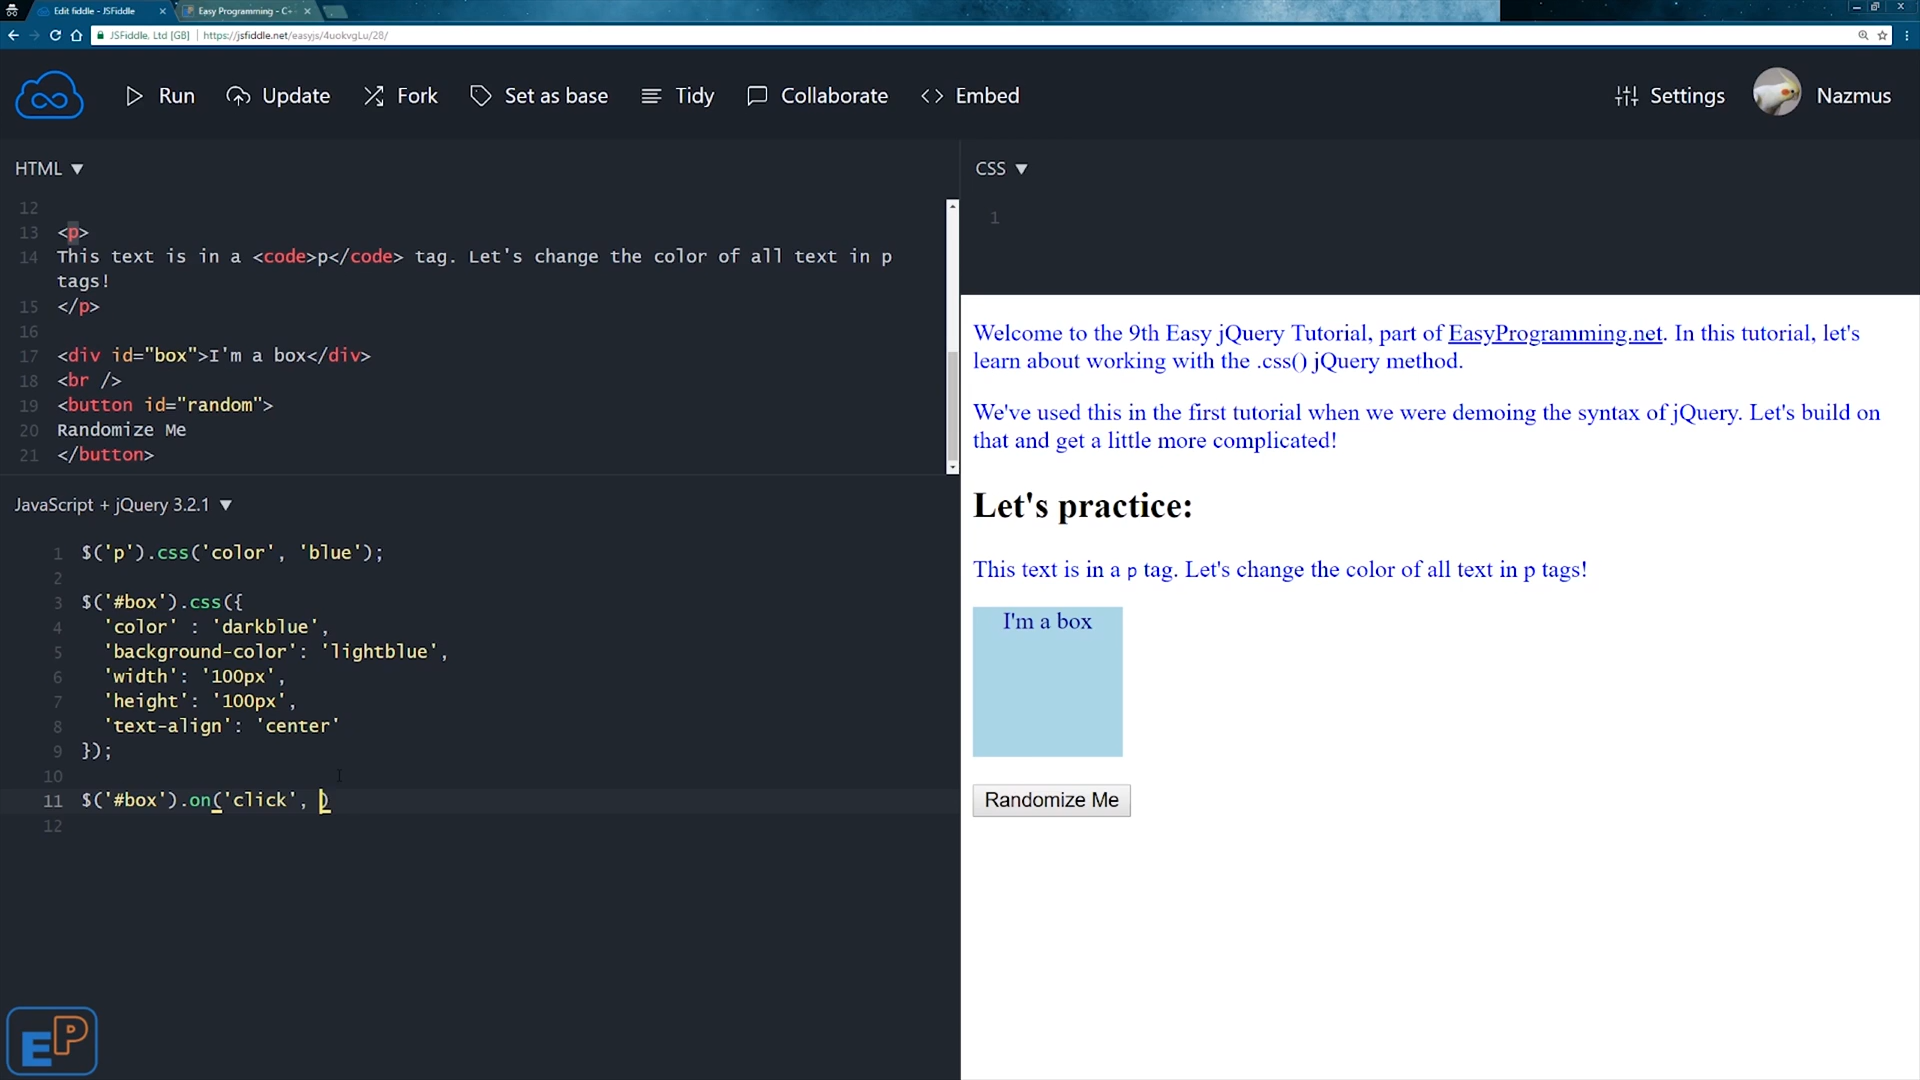 Edit fiddle - JSFiddle
Easy Programming - C+
JSFiddle, Ltd [GB] https://jsfiddle.net/easyjs/4uokvgLu/28/
Run Update Fork Set as base Tidy Collaborate Embed Settings Nazmus
HTML
12
13 <p>
14 This text is in a <code>p</code> tag. Let's change the color of all text in p
tags!
15 </p>
16
17 <div id="box">I'm a box</div>
18 <br />
19 <button id="random">
20 Randomize Me
21 </button>
JavaScript + jQuery 3.2.1
1 $('p').css('color', 'blue');
2
3 $('#box').css({
4 'color' : 'darkblue',
5 'background-color': 'lightblue',
6 'width': '100px',
7 'height': '100px',
8 'text-align': 'center'
9 });
10
11 $('#box').on('click', )
12
EP
CSS
1
Welcome to the 9th Easy jQuery Tutorial, part of EasyProgramming.net. In this tutorial, let's
learn about working with the .css() jQuery method.
We've used this in the first tutorial when we were demoing the syntax of jQuery. Let's build on
that and get a little more complicated!
Let's practice:
This text is in a p tag. Let's change the color of all text in p tags!
I'm a box
Randomize Me